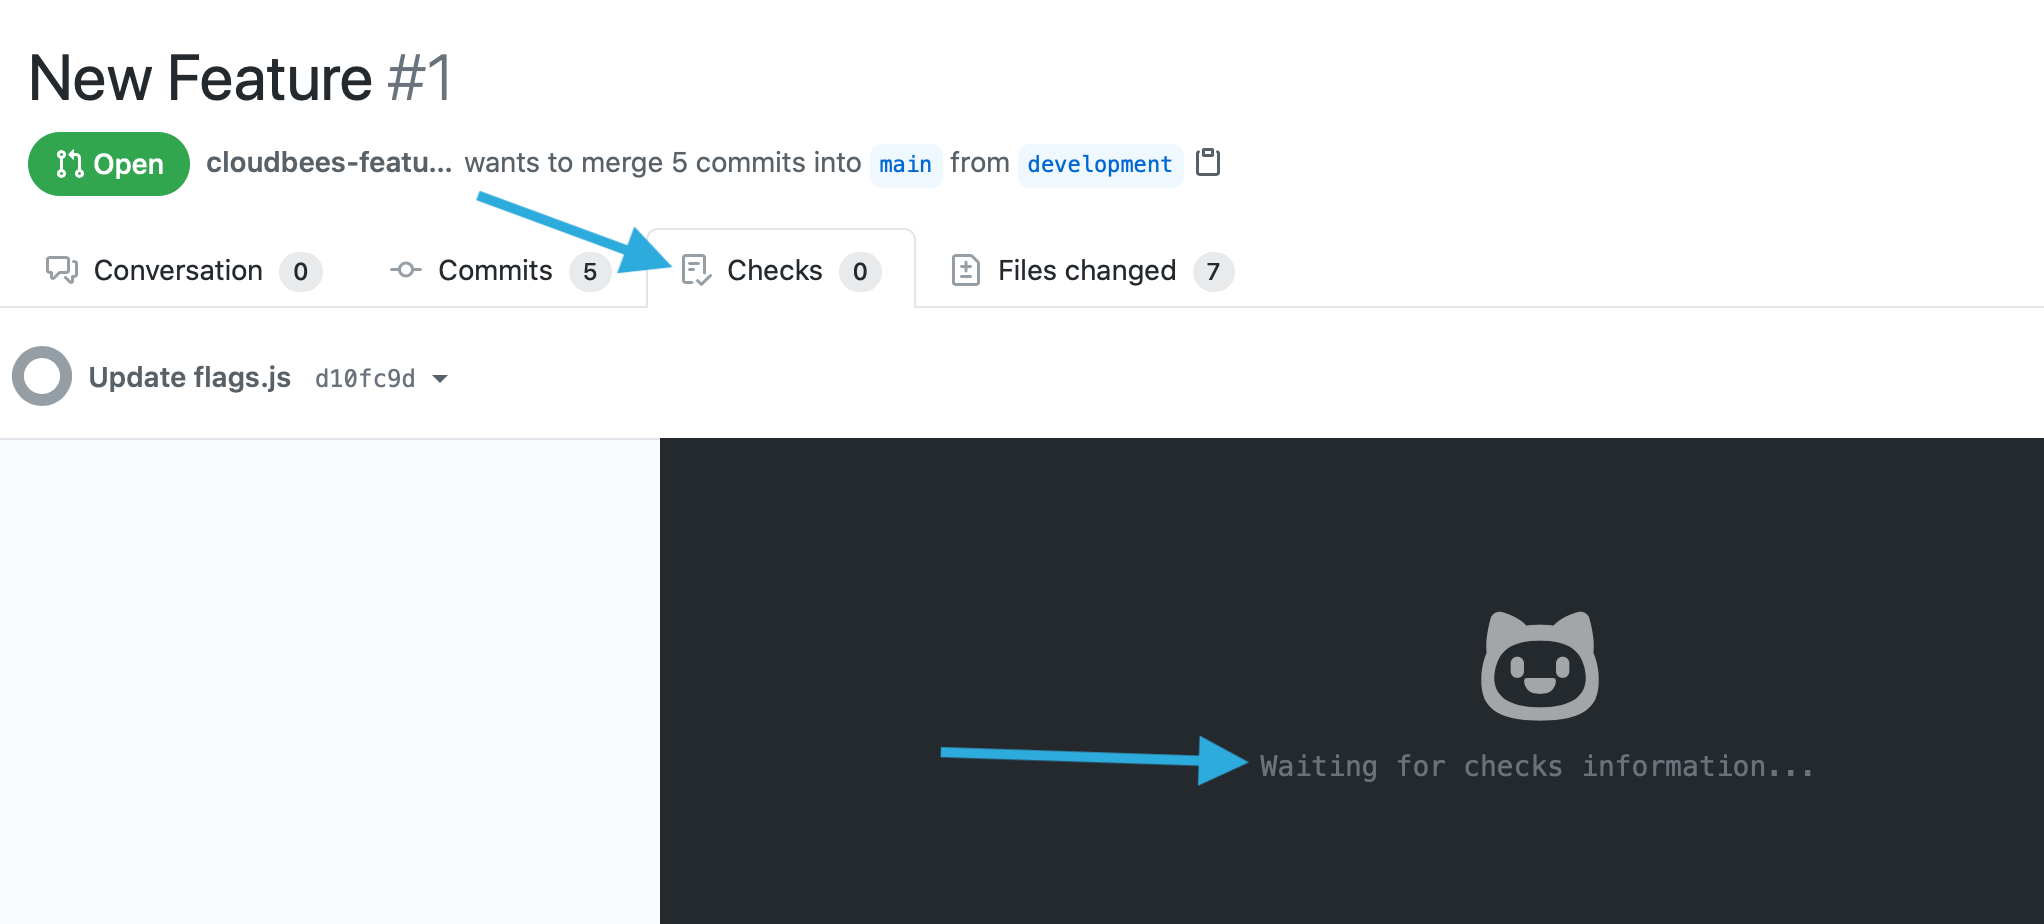 New Feature #1
Open cloudbees-featu... wants to merge 5 commits into main from development
Conversation 0 Commits 5 Checks 0 Files changed 7
Update flags.js d10fc9d
Waiting for checks information...